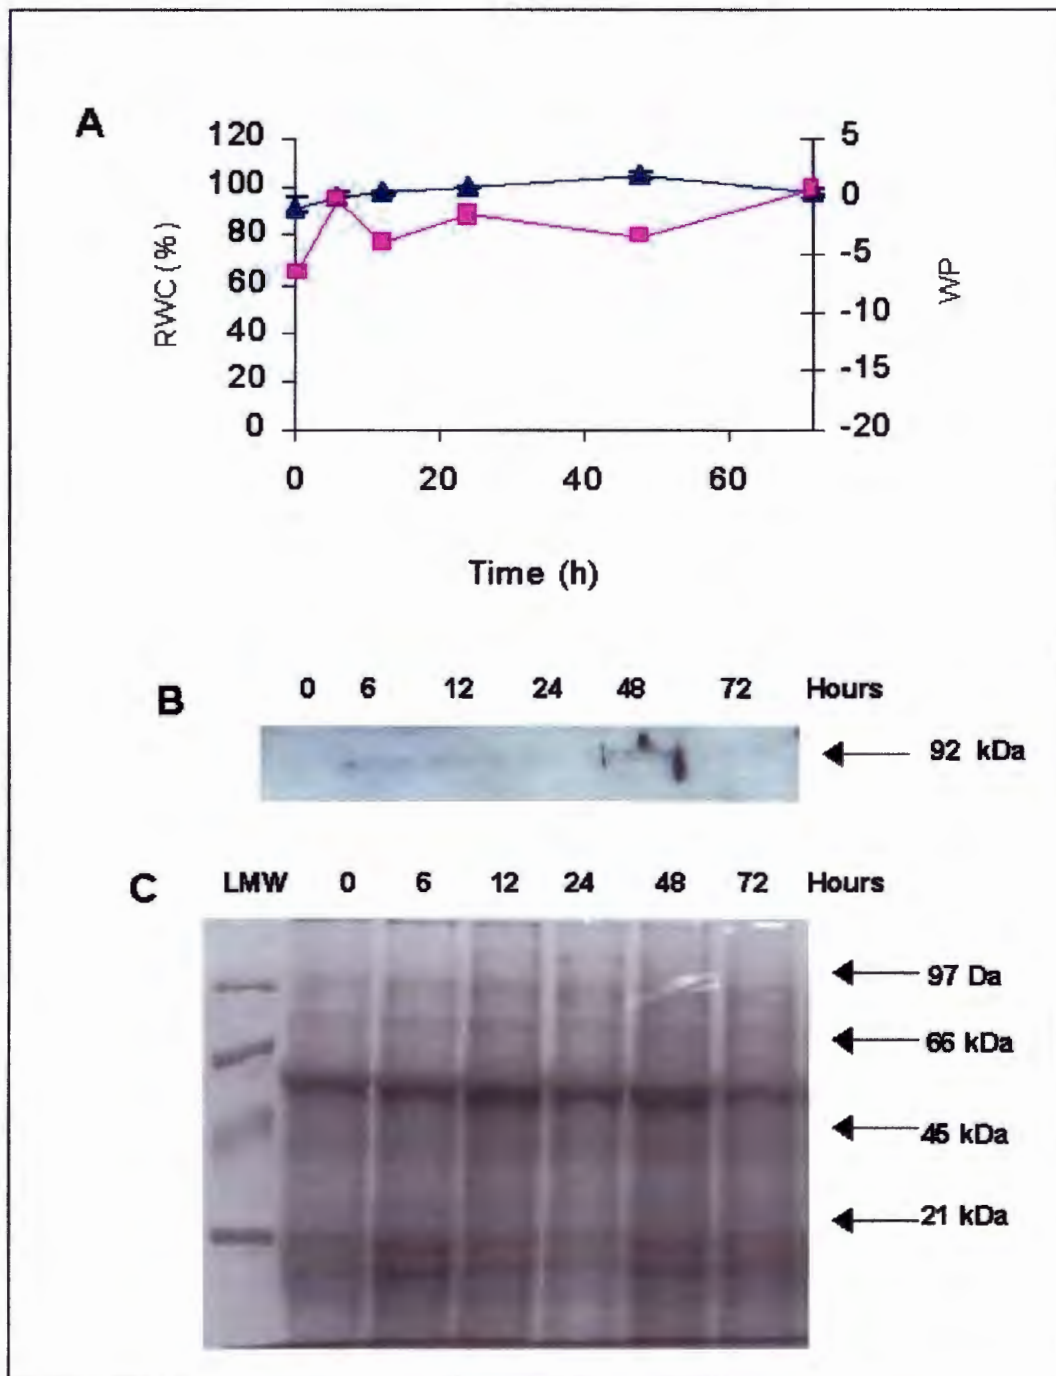 A
120 5
100 0
80 -5
60 -10
40 -15
20 -20
0
RWC (%)
WP
0 20 40 60
Time (h)
B
0 6 12 24 48 72 Hours
92 kDa
C
LMW 0 6 12 24 48 72 Hours
97 Da
66 kDa
45 kDa
21 kDa